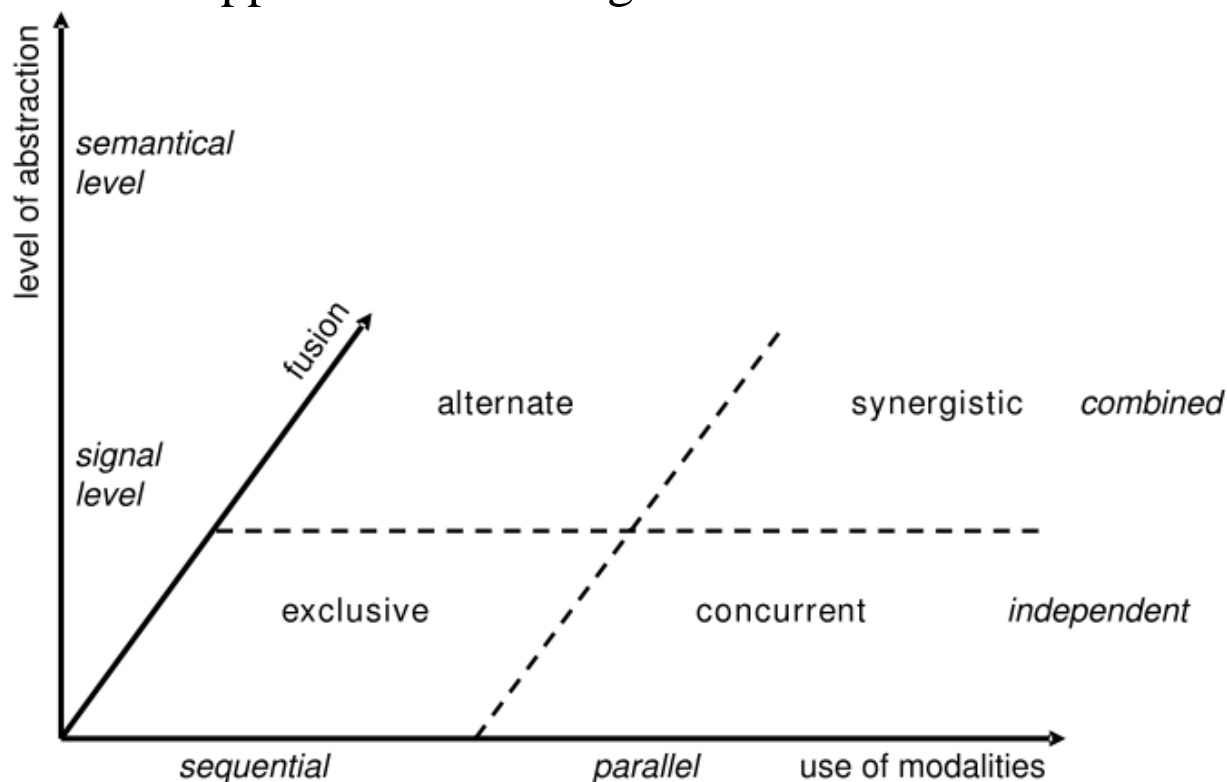 level of abstraction
semantical
level
fusion
alternate
synergistic
combined
signal
level
exclusive
concurrent
independent
sequential
parallel
use of modalities